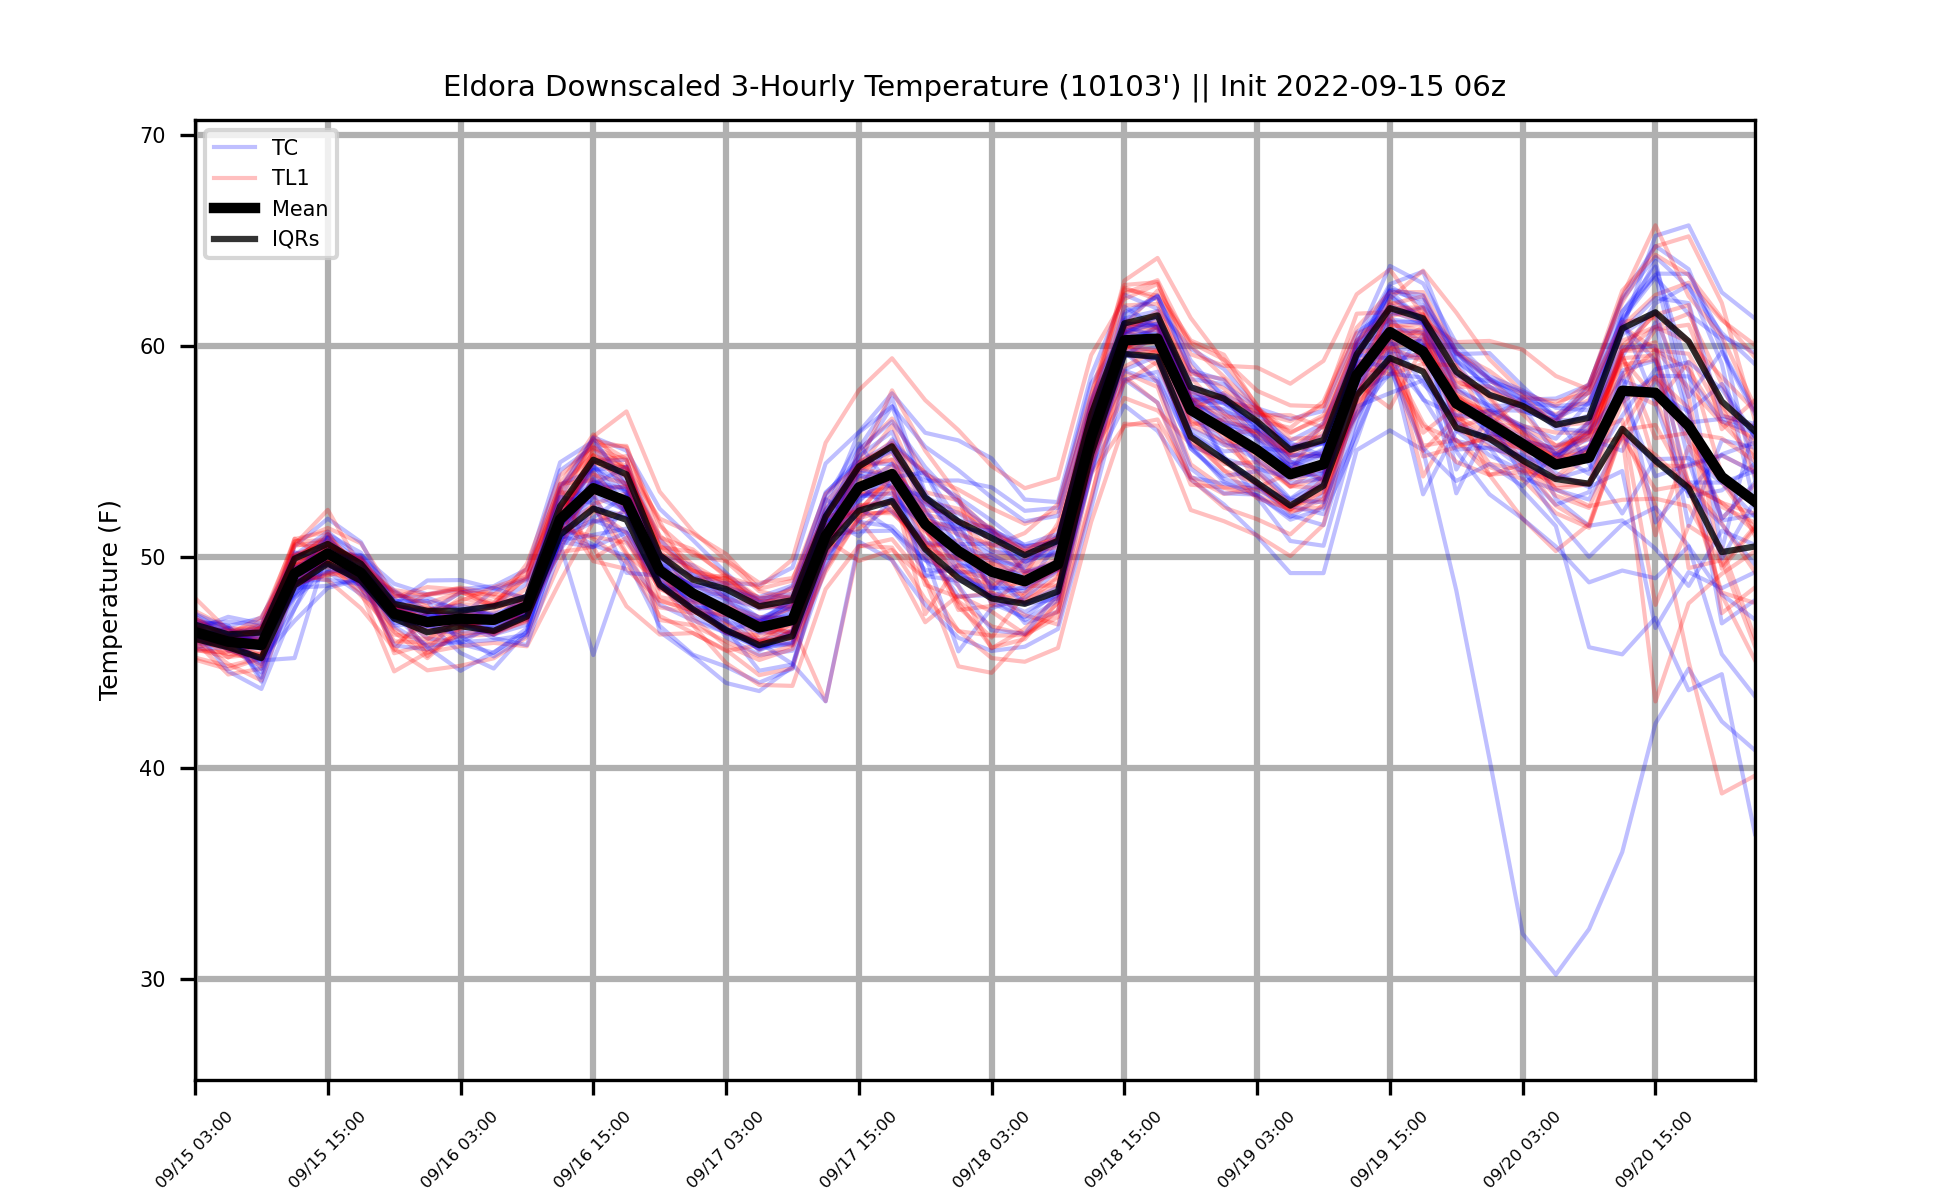 Eldora Downscaled 3-Hourly Temperature (10103') || Init 2022-09-15 06z
TC
TL1
Mean
IQRs
Temperature (F)
70
60
50
40
30
09/15 03:00
09/15 15:00
09/16 03:00
09/16 15:00
09/17 03:00
09/17 15:00
09/18 03:00
09/18 15:00
09/19 03:00
09/19 15:00
09/20 03:00
09/20 15:00